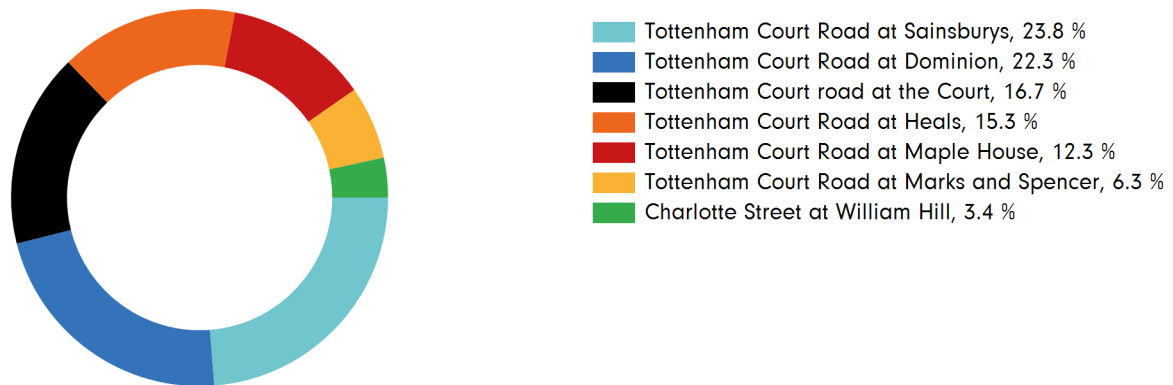 Tottenham Court Road at Sainsburys, 23.8 %
Tottenham Court Road at Dominion, 22.3 %
Tottenham Court road at the Court, 16.7 %
Tottenham Court Road at Heals, 15.3 %
Tottenham Court Road at Maple House, 12.3 %
Tottenham Court Road at Marks and Spencer, 6.3 %
Charlotte Street at William Hill, 3.4 %